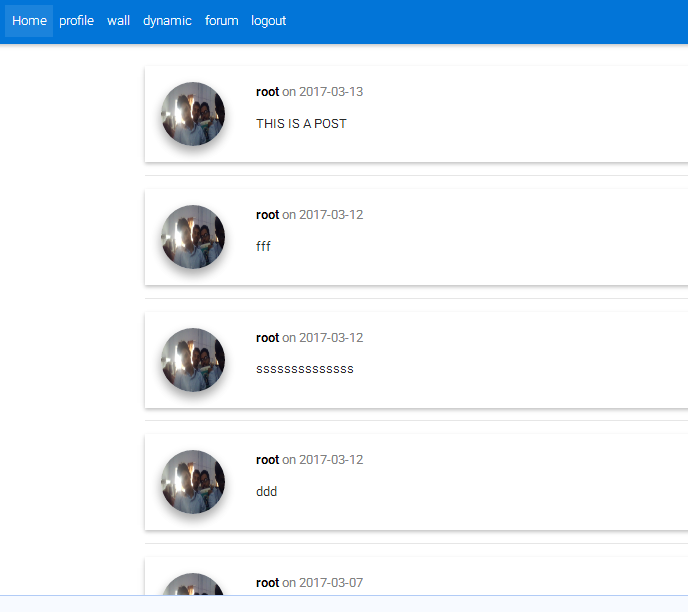 Home profile wall dynamic forum logout
root on 2017-03-13
THIS IS A POST
root on 2017-03-12
fff
root on 2017-03-12
ssssssssssssss
root on 2017-03-12
ddd
root on 2017-03-07